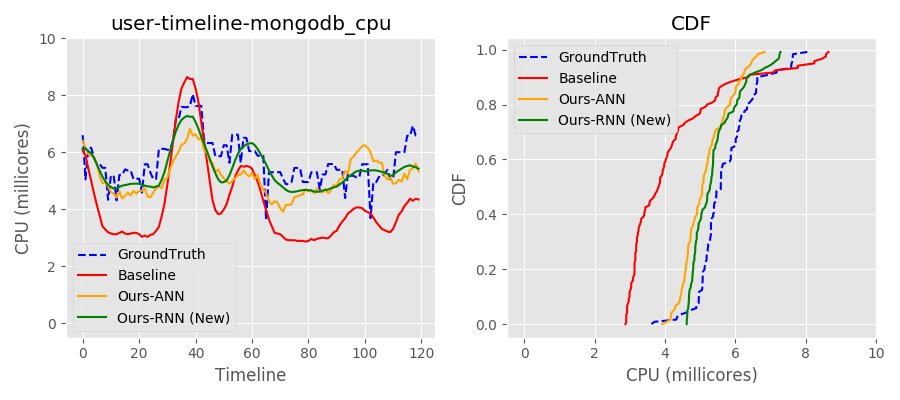 user-timeline-mongodb_cpu
CPU (millicores)
10
8
6
4
2
0
GroundTruth
Baseline
Ours-ANN
Ours-RNN (New)
0 20 40 60 80 100 120
Timeline
CDF
CDF
1.0
0.8
0.6
0.4
0.2
0.0
GroundTruth
Baseline
Ours-ANN
Ours-RNN (New)
0 2 4 6 8 10
CPU (millicores)